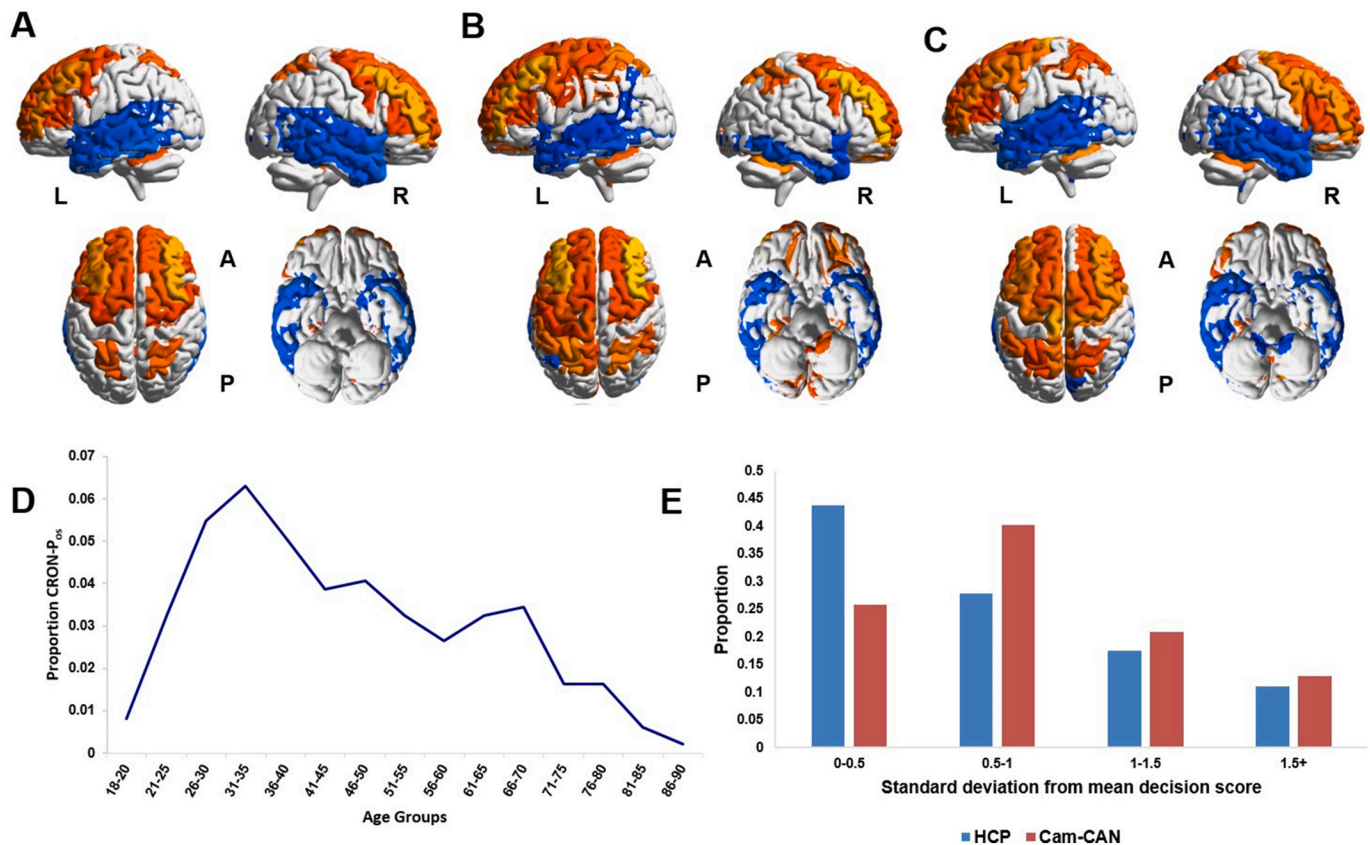 A
B
C
L
R
L
R
L
R
A
A
A
P
P
P
D
Proportion CRON-Pos
0.07
0.06
0.05
0.04
0.03
0.02
0.01
0
18-20
21-25
26-30
31-35
36-40
41-45
46-50
51-55
56-60
61-65
66-70
71-75
76-80
81-85
86-90
Age Groups
E
Proportion
0.5
0.45
0.4
0.35
0.3
0.25
0.2
0.15
0.1
0.05
0
0-0.5
0.5-1
1-1.5
1.5+
Standard deviation from mean decision score
HCP
Cam-CAN